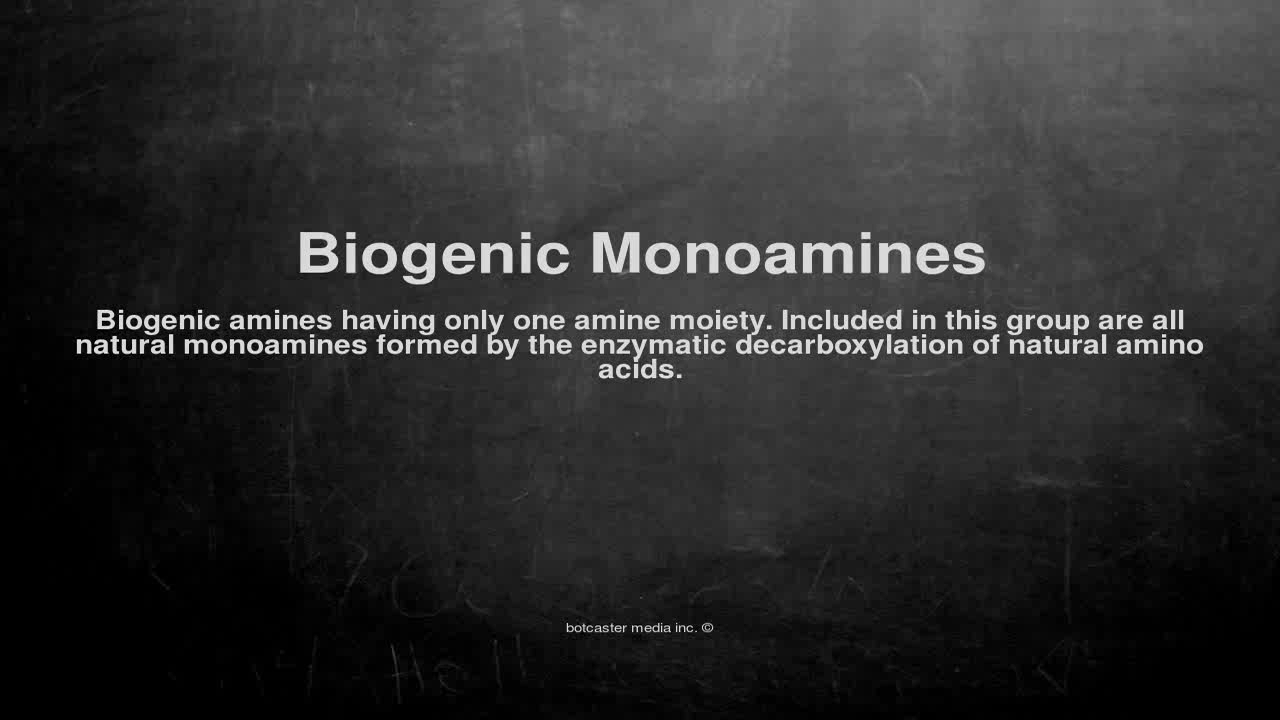 Biogenic Monoamines
Biogenic amines having only one amine moiety. Included in this group are all
natural monoamines formed by the enzymatic decarboxylation of natural amino
acids.
botcaster media inc. ©